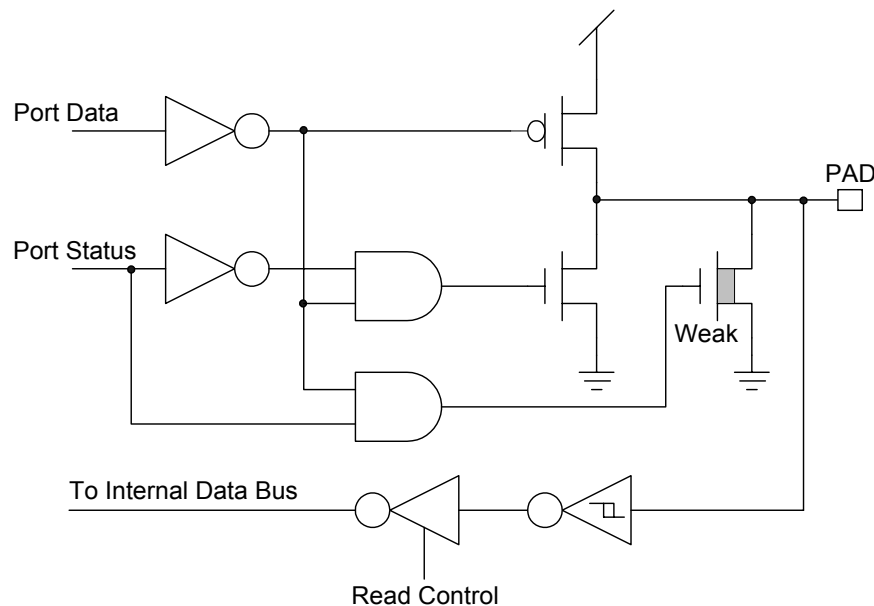 Port Data
PAD
Port Status
Weak
To Internal Data Bus
Read Control